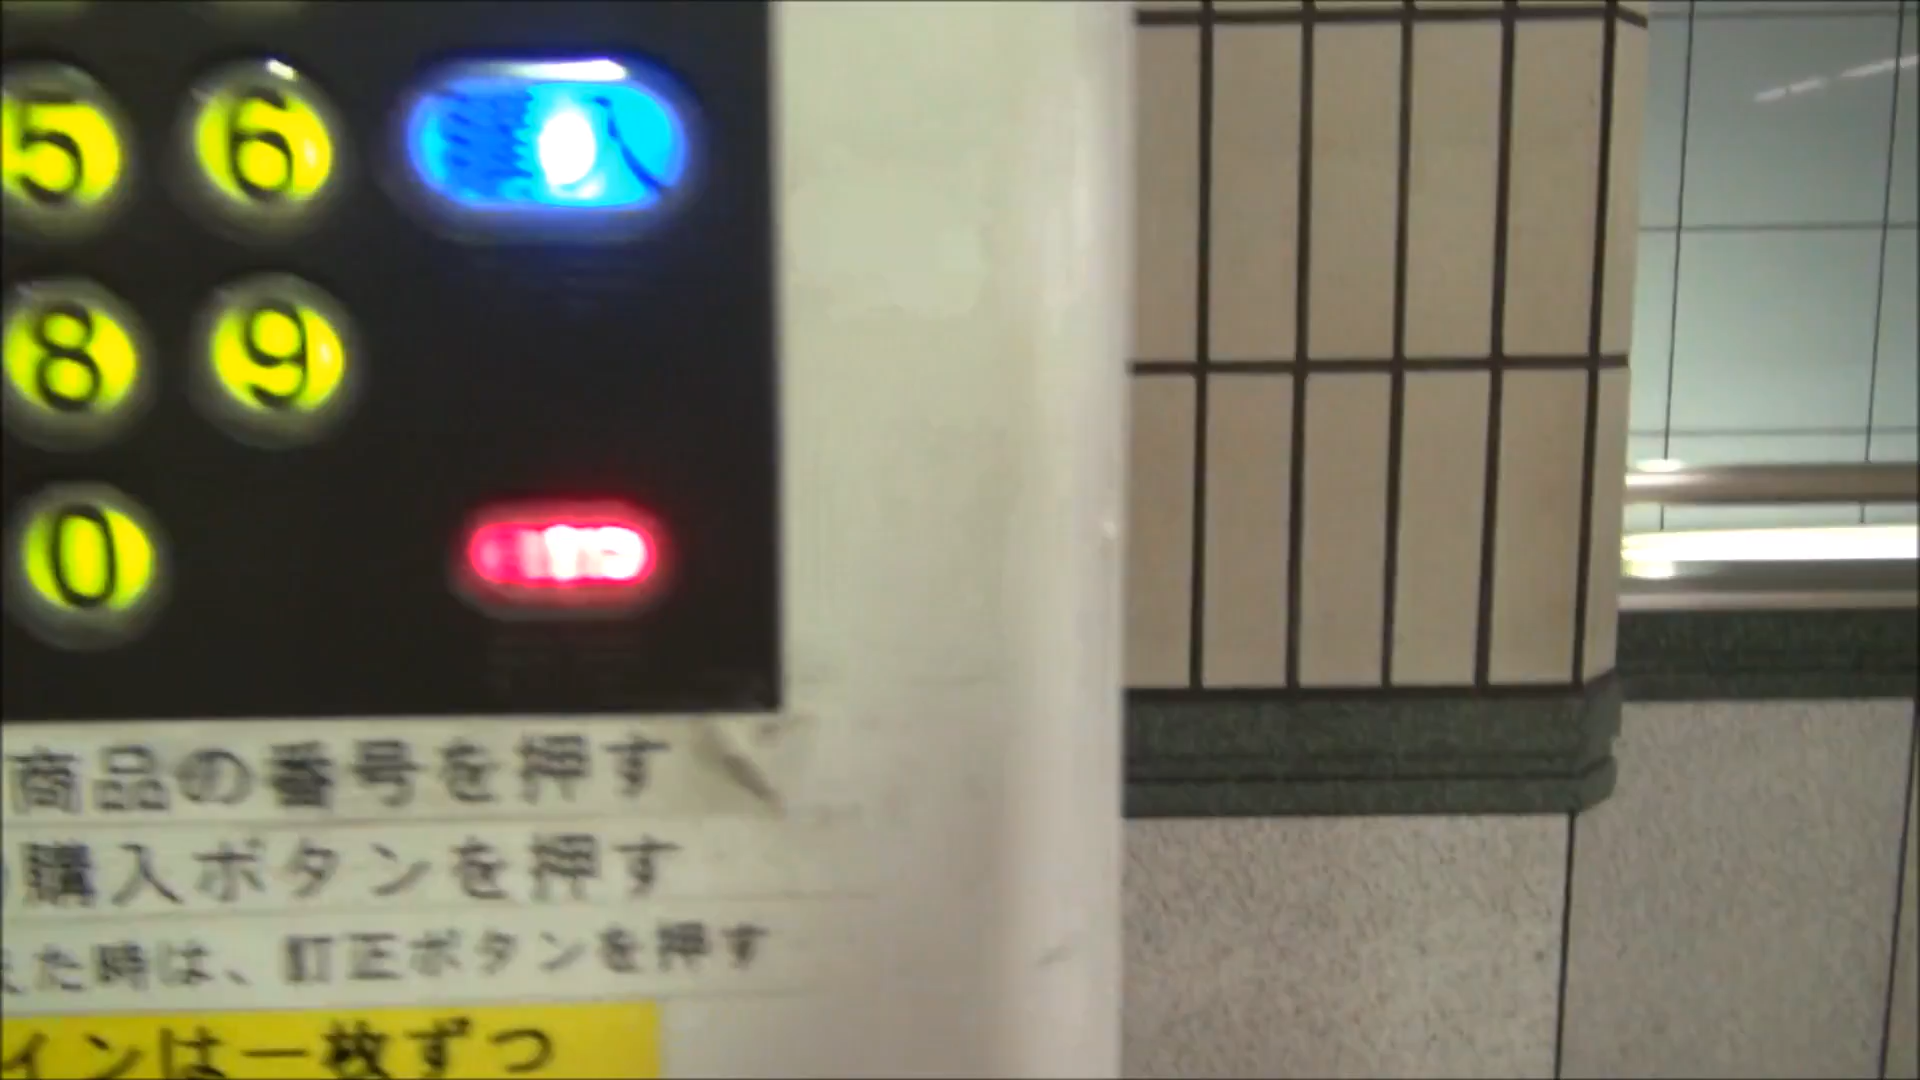 5 6
8 9
0
商品の番号を押す
購入ボタンを押す
えた時は、訂正ボタンを押す
インは一枚ずつ